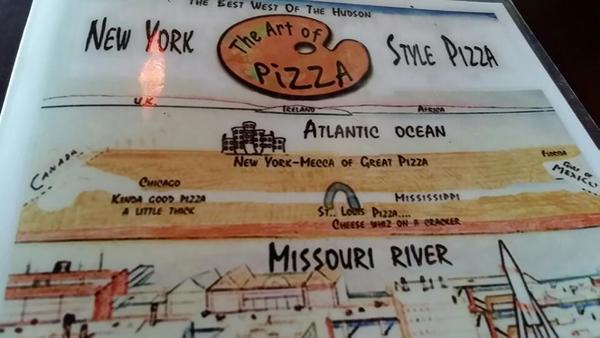 THE BEST WEST OF THE HUDSON
NEW YORK
The Art of
PIZZA
STYLE PIZZA
U.K.
IRELAND
AFRICA
ATLANTIC OCEAN
CANADA
NEW YORK-MECCA OF GREAT PIZZA
FLORIDA
GULF OF
MEXICO
CHICAGO
KINDA GOOD PIZZA
A LITTLE THICK
MISSISSIPPI
ST.. LOUIS PIZZA....
CHEESE WHIZ ON A CRACKER
MISSOURI RIVER